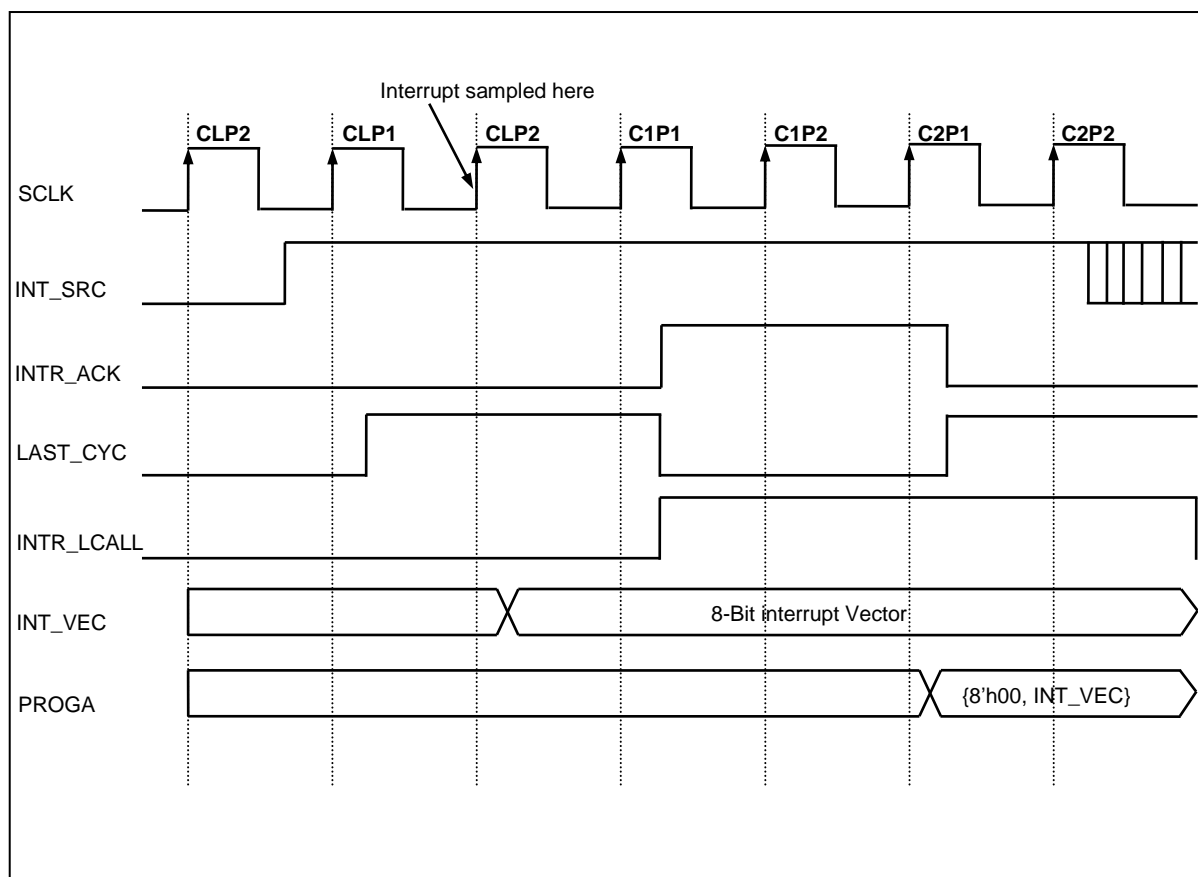 Interrupt sampled here
CLP2 CLP1 CLP2 C1P1 C1P2 C2P1 C2P2
SCLK
INT_SRC
INTR_ACK
LAST_CYC
INTR_LCALL
INT_VEC 8-Bit interrupt Vector
PROGA {8'h00, INT_VEC}